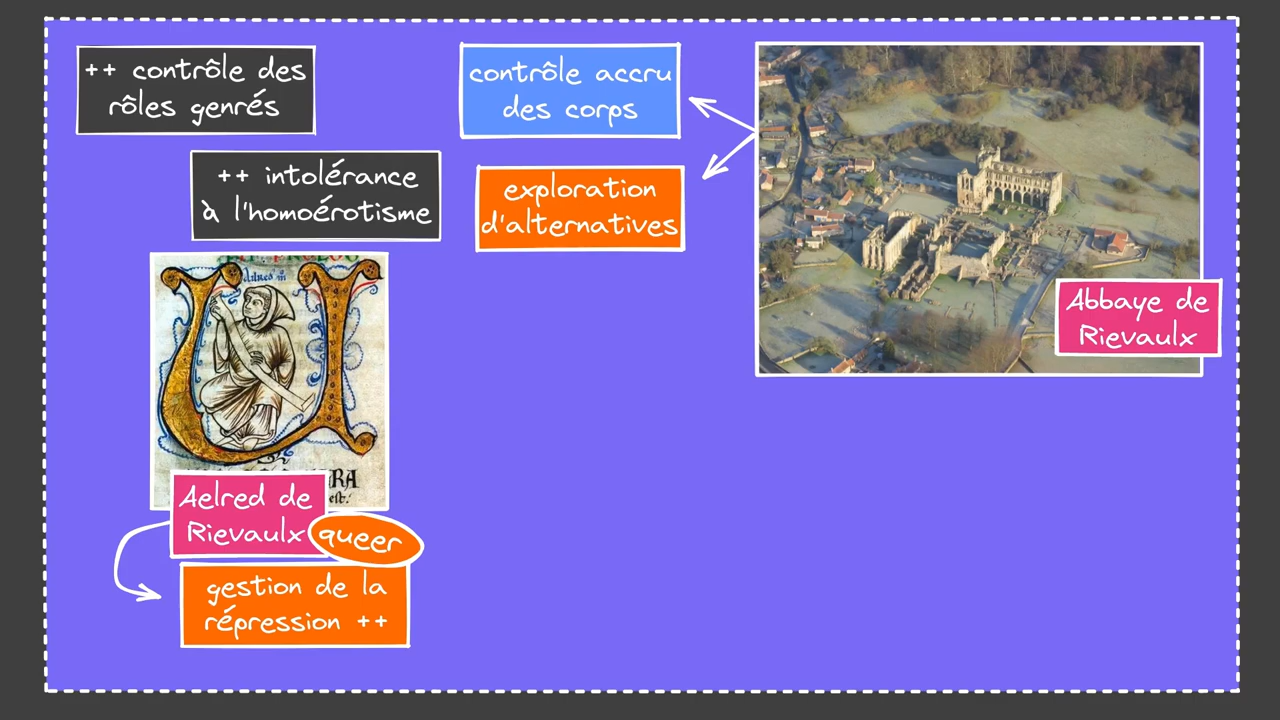 ++ contrôle des
rôles genrés
++ intolérance
à l'homoérotisme
contrôle accru
des corps
exploration
d'alternatives
Abbaye de
Rievaulx
Aelred de
Rievaulx
queer
gestion de la
répression ++